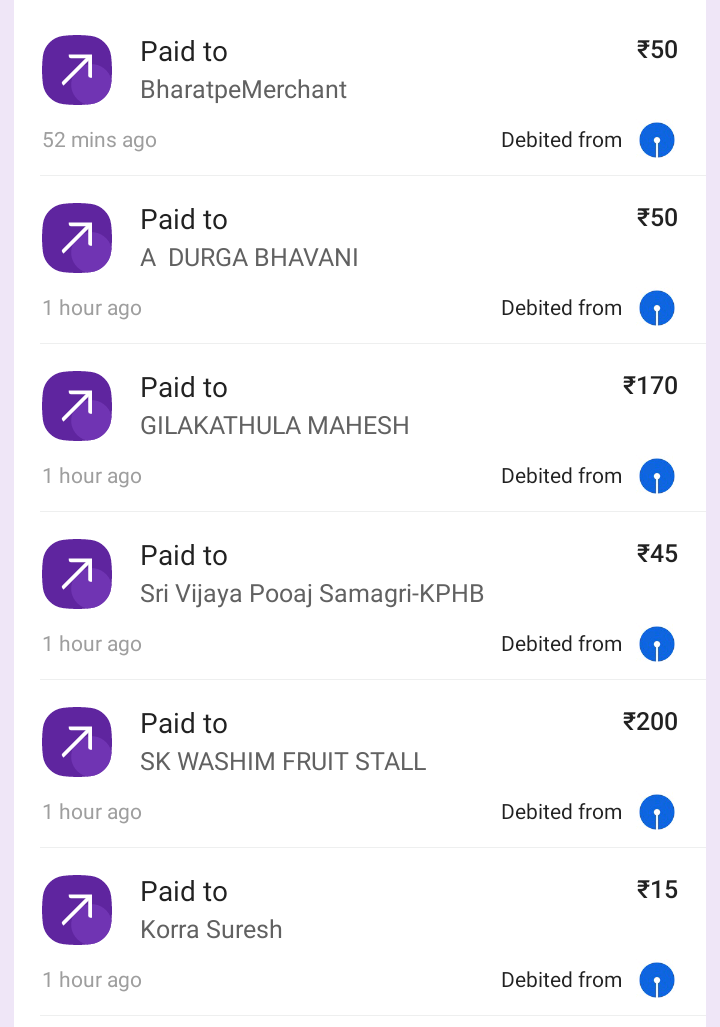 Paid to ₹50
BharatpeMerchant
52 mins ago Debited from
Paid to ₹50
A  DURGA BHAVANI
1 hour ago Debited from
Paid to ₹170
GILAKATHULA MAHESH
1 hour ago Debited from
Paid to ₹45
Sri Vijaya Pooaj Samagri-KPHB
1 hour ago Debited from
Paid to ₹200
SK WASHIM FRUIT STALL
1 hour ago Debited from
Paid to ₹15
Korra Suresh
1 hour ago Debited from